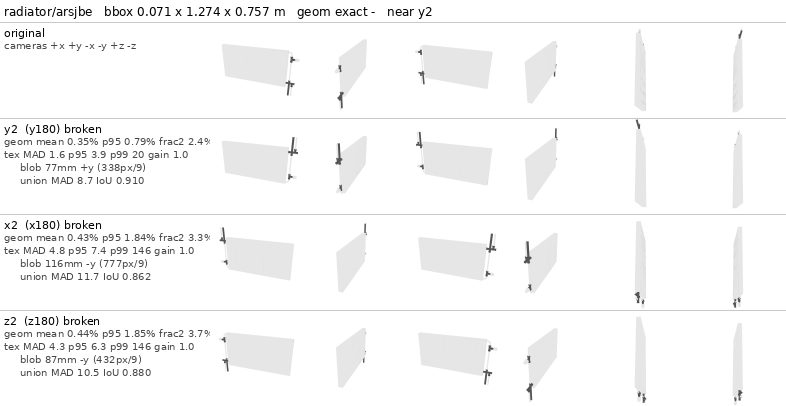 radiator/arsjbe   bbox 0.071 x 1.274 x 0.757 m   geom exact -   near y2
original
cameras +x +y -x -y +z -z
y2  (y180) broken
geom mean 0.35% p95 0.79% frac2 2.4%
tex MAD 1.6 p95 3.9 p99 20 gain 1.0
blob 77mm +y (338px/9)
union MAD 8.7 IoU 0.910
x2  (x180) broken
geom mean 0.43% p95 1.84% frac2 3.3%
tex MAD 4.8 p95 7.4 p99 146 gain 1.0
blob 116mm -y (777px/9)
union MAD 11.7 IoU 0.862
z2  (z180) broken
geom mean 0.44% p95 1.85% frac2 3.7%
tex MAD 4.3 p95 6.3 p99 146 gain 1.0
blob 87mm -y (432px/9)
union MAD 10.5 IoU 0.880